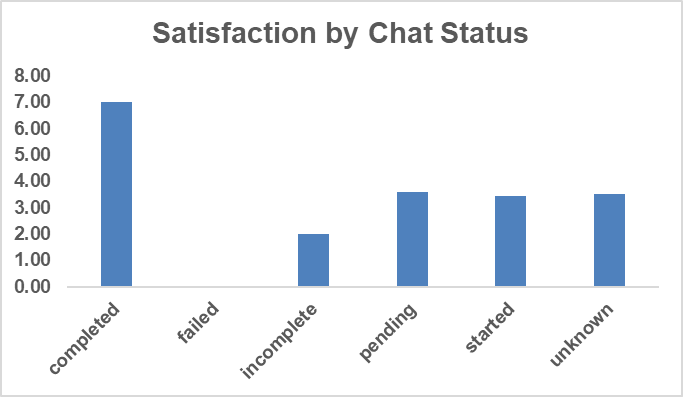 Satisfaction by Chat Status
8.00
7.00
6.00
5.00
4.00
3.00
2.00
1.00
0.00
completed
failed
incomplete
pending
started
unknown